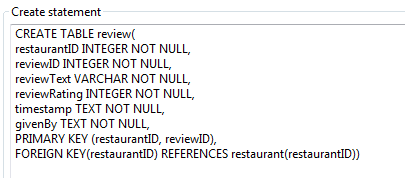 Create statement
CREATE TABLE review(
restaurantID INTEGER NOT NULL,
reviewID INTEGER NOT NULL,
reviewText VARCHAR NOT NULL,
reviewRating INTEGER NOT NULL,
timestamp TEXT NOT NULL,
givenBy TEXT NOT NULL,
PRIMARY KEY (restaurantID, reviewID),
FOREIGN KEY(restaurantID) REFERENCES restaurant(restaurantID))